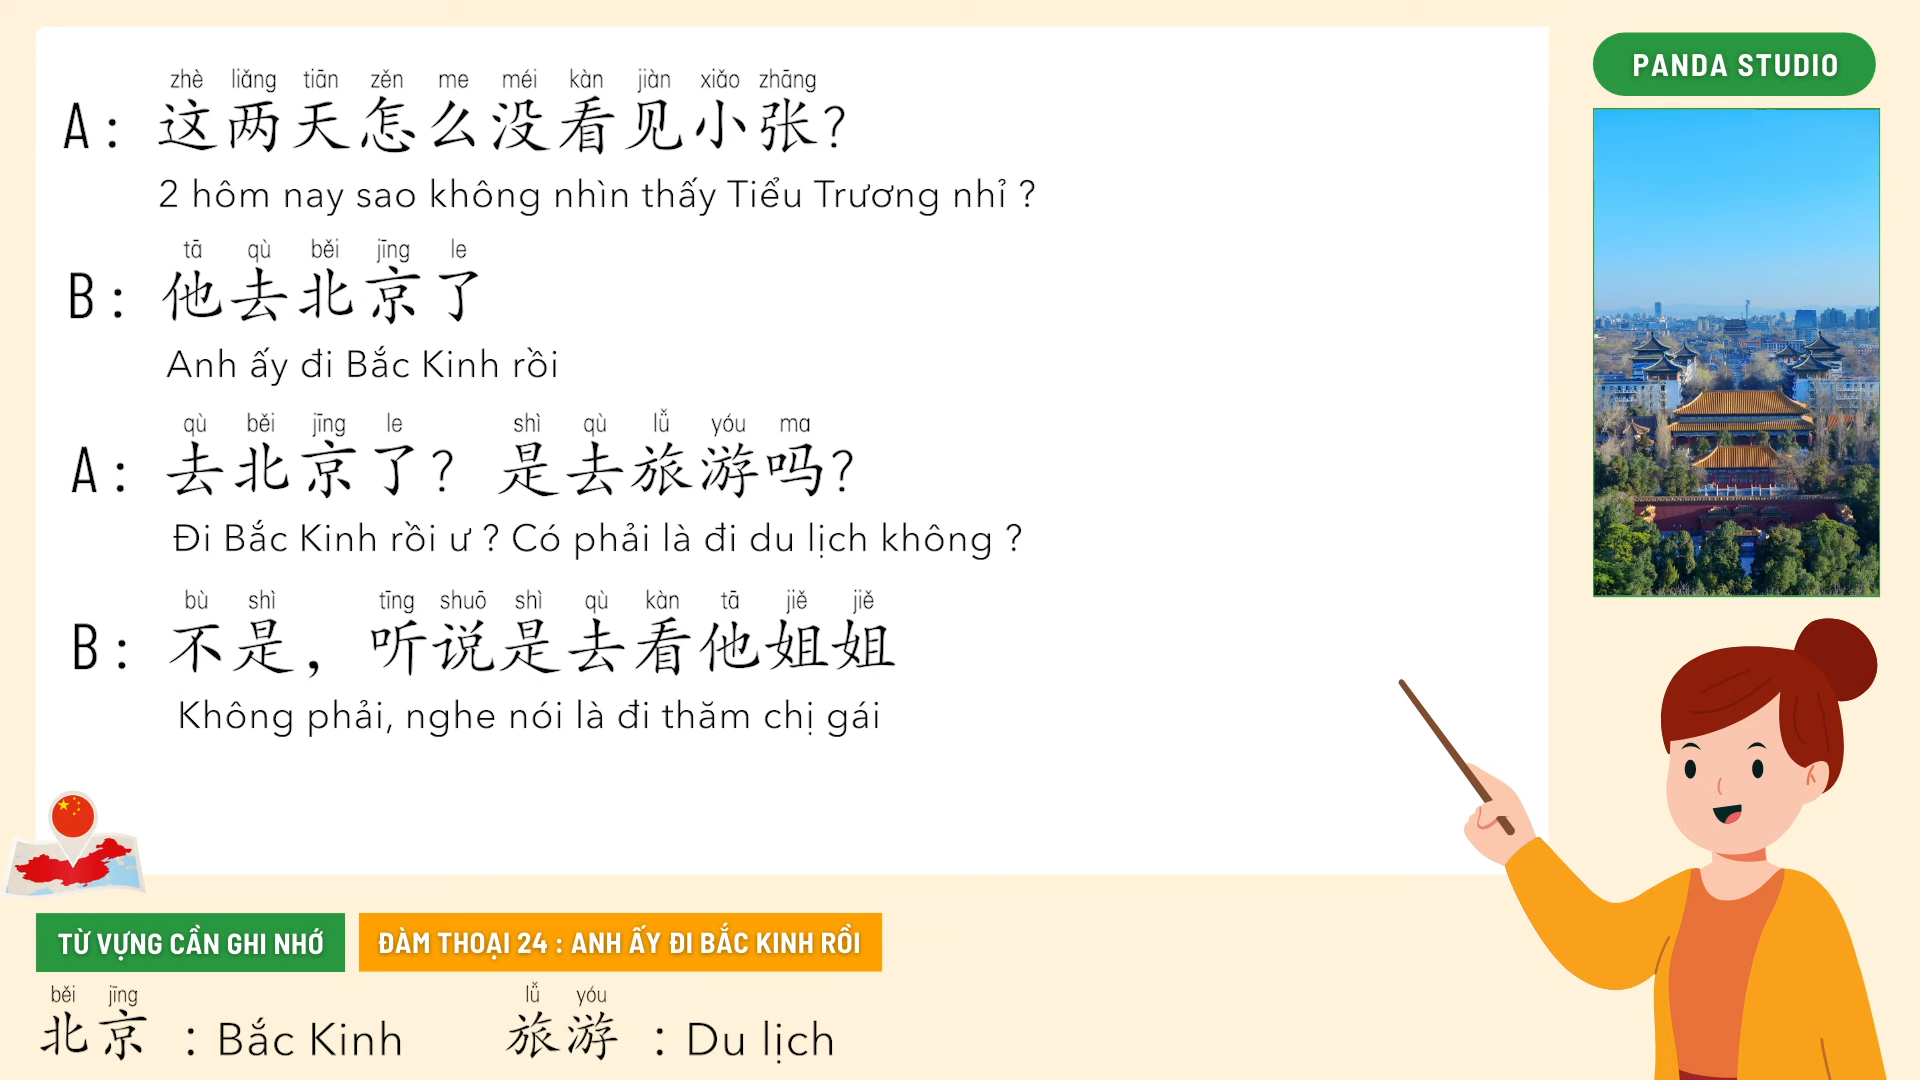 zhè liǎng tiān zěn me méi kàn jiàn xiǎo zhāng
A : 这两天怎么没看见小张?
2 hôm nay sao không nhìn thấy Tiểu Trương nhỉ ?
tā qù běi jīng le
B : 他去北京了
Anh ấy đi Bắc Kinh rồi
qù běi jīng le shì qù lǚ yóu ma
A : 去北京了? 是去旅游吗?
Đi Bắc Kinh rồi ư ? Có phải là đi du lịch không ?
bù shì tīng shuō shì qù kàn tā jiě jiě
B : 不是, 听说是去看他姐姐
Không phải, nghe nói là đi thăm chị gái
PANDA STUDIO
TỪ VỰNG CẦN GHI NHỚ
ĐÀM THOẠI 24 : ANH ẤY ĐI BẮC KINH RỒI
běi jīng
北京 : Bắc Kinh
lǚ yóu
旅游 : Du lịch